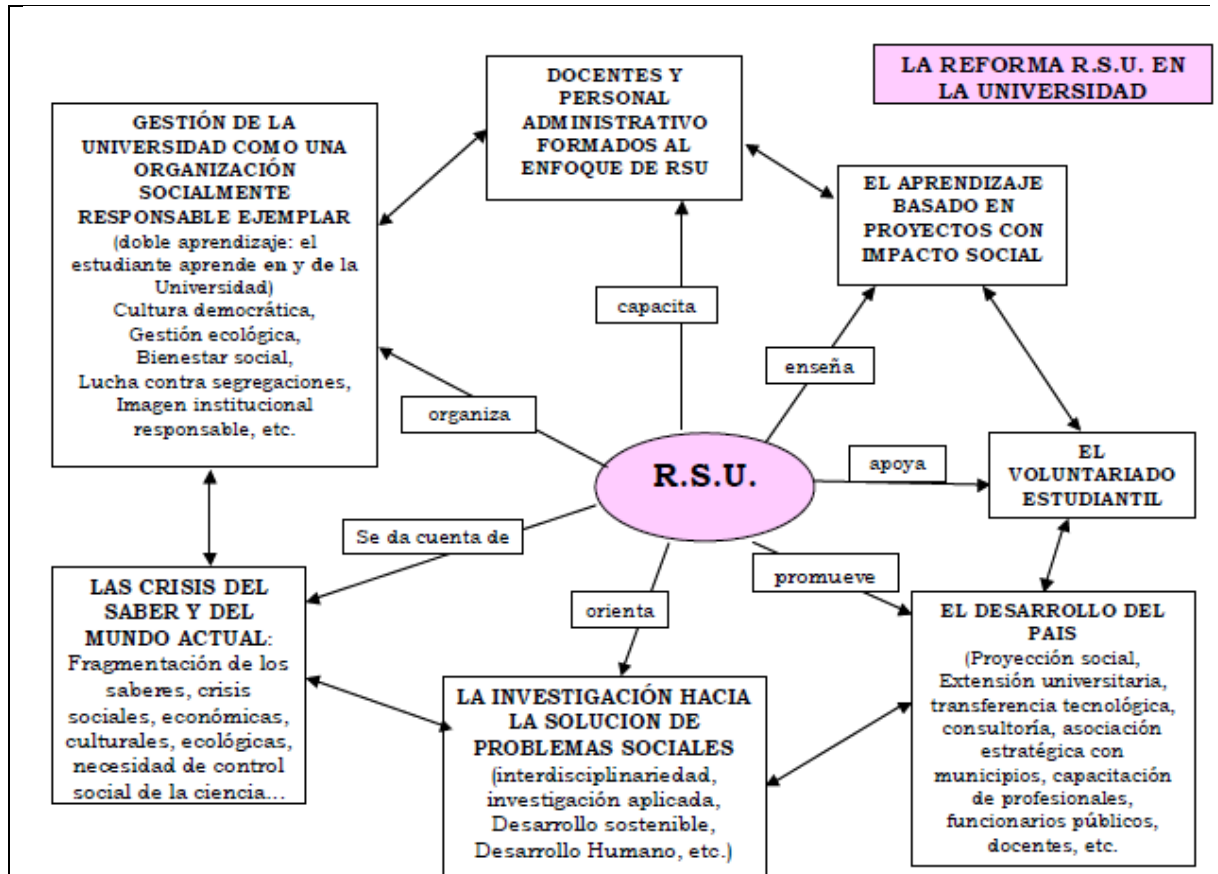 LA REFORMA R.S.U. EN
LA UNIVERSIDAD
DOCENTES Y
PERSONAL
ADMINISTRATIVO
FORMADOS AL
ENFOQUE DE RSU
GESTIÓN DE LA
UNIVERSIDAD COMO UNA
ORGANIZACIÓN
SOCIALMENTE
RESPONSABLE EJEMPLAR
(doble aprendizaje: el
estudiante aprende en y de la
Universidad)
Cultura democrática,
Gestión ecológica,
Bienestar social,
Lucha contra segregaciones,
Imagen institucional
responsable, etc.
EL APRENDIZAJE
BASADO EN
PROYECTOS CON
IMPACTO SOCIAL
capacita
enseña
organiza
R.S.U.
apoya
EL
VOLUNTARIADO
ESTUDIANTIL
Se da cuenta de
orienta
promueve
LAS CRISIS DEL
SABER Y DEL
MUNDO ACTUAL:
Fragmentación de los
saberes, crisis
sociales, económicas,
culturales, ecológicas,
necesidad de control
social de la ciencia...
LA INVESTIGACIÓN HACIA
LA SOLUCION DE
PROBLEMAS SOCIALES
(interdisciplinariedad,
investigación aplicada,
Desarrollo sostenible,
Desarrollo Humano, etc.)
EL DESARROLLO DEL
PAIS
(Proyección social,
Extensión universitaria,
transferencia tecnológica,
consultoría, asociación
estratégica con
municipios, capacitación
de profesionales,
funcionarios públicos,
docentes, etc.